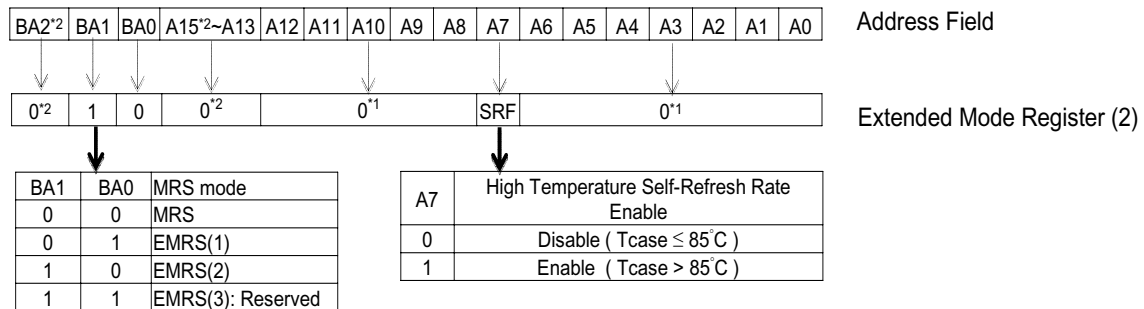 BA2*2 BA1 BA0 A15*2~A13 A12 A11 A10 A9 A8 A7 A6 A5 A4 A3 A2 A1 A0 Address Field
0*2 1 0 0*2 0*1 SRF 0*1 Extended Mode Register (2)
BA1 BA0 MRS mode
0 0 MRS
0 1 EMRS(1)
1 0 EMRS(2)
1 1 EMRS(3): Reserved
A7 High Temperature Self-Refresh Rate
Enable
0 Disable ( Tcase ≤ 85°C )
1 Enable ( Tcase > 85°C )